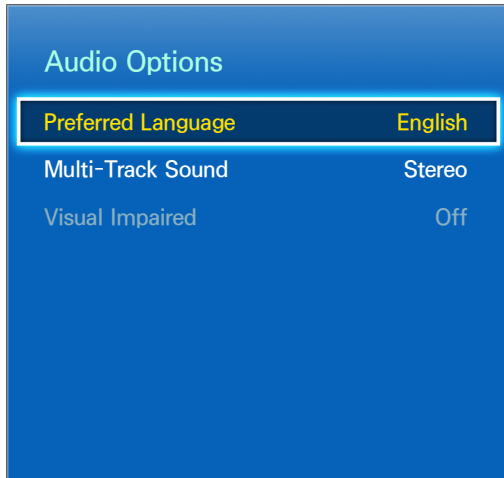 Audio Options
Preferred Language English
Multi-Track Sound Stereo
Visual Impaired Off